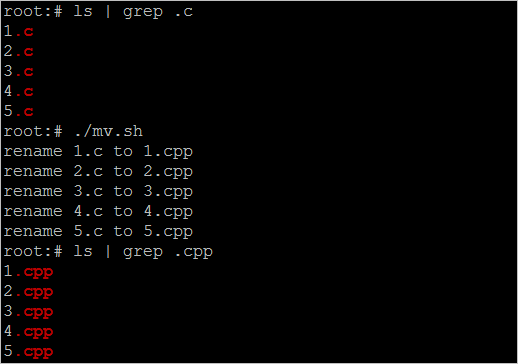 root:# ls | grep .c
1.c
2.c
3.c
4.c
5.c
root:# ./mv.sh
rename 1.c to 1.cpp
rename 2.c to 2.cpp
rename 3.c to 3.cpp
rename 4.c to 4.cpp
rename 5.c to 5.cpp
root:# ls | grep .cpp
1.cpp
2.cpp
3.cpp
4.cpp
5.cpp